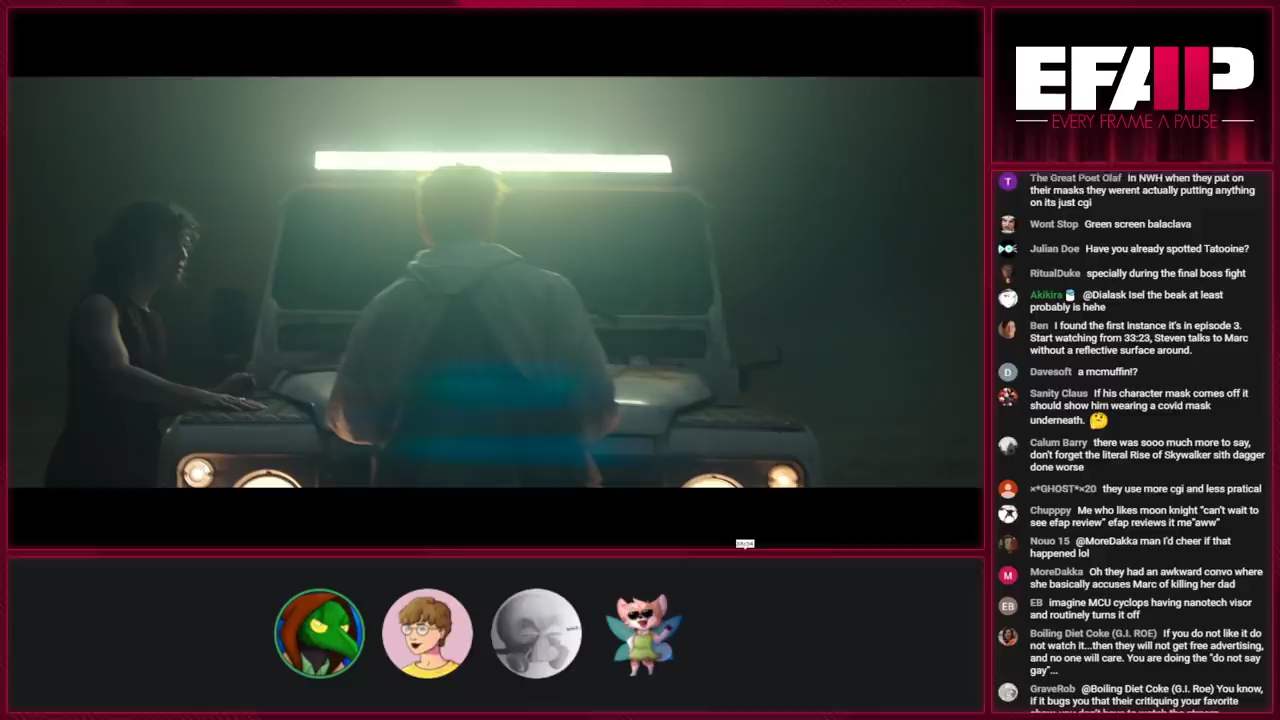 EFAP
EVERY FRAME A PAUSE
The Great Poet Olaf In NWH when they put on
their masks they werent actually putting anything
on its just cgi
Wont Stop Green screen balaclava
Julian Doe Have you already spotted Tatooine?
RitualDuke specially during the final boss fight
Akikira @Dialask Isel the beak at least
probably is hehe
Ben I found the first instance it's in episode 3.
Start watching from 33:23, Steven talks to Marc
without a reflective surface around.
Davesoft a mcmuffin!?
Sanity Claus If his character mask comes off it
should show him wearing a covid mask
underneath. 🤔
Calum Barry there was sooo much more to say,
don't forget the literal Rise of Skywalker sith dagger
done worse
×*GHOST*×20 they use more cgi and less pratical
Chupppy Me who likes moon knight “can’t wait to
see efap review” efap reviews it me”aww”
Nouo 15 @MoreDakka man I'd cheer if that
happened lol
MoreDakka Oh they had an awkward convo where
she basically accuses Marc of killing her dad
EB imagine MCU cyclops having nanotech visor
and routinely turns it off
Boiling Diet Coke (G.I. ROE) If you do not like it do
not watch it...then they will not get free advertising,
and no one will care. You are doing the "do not say
gay"...
GraveRob @Boiling Diet Coke (G.I. Roe) You know,
if it bugs you that their critiquing your favorite